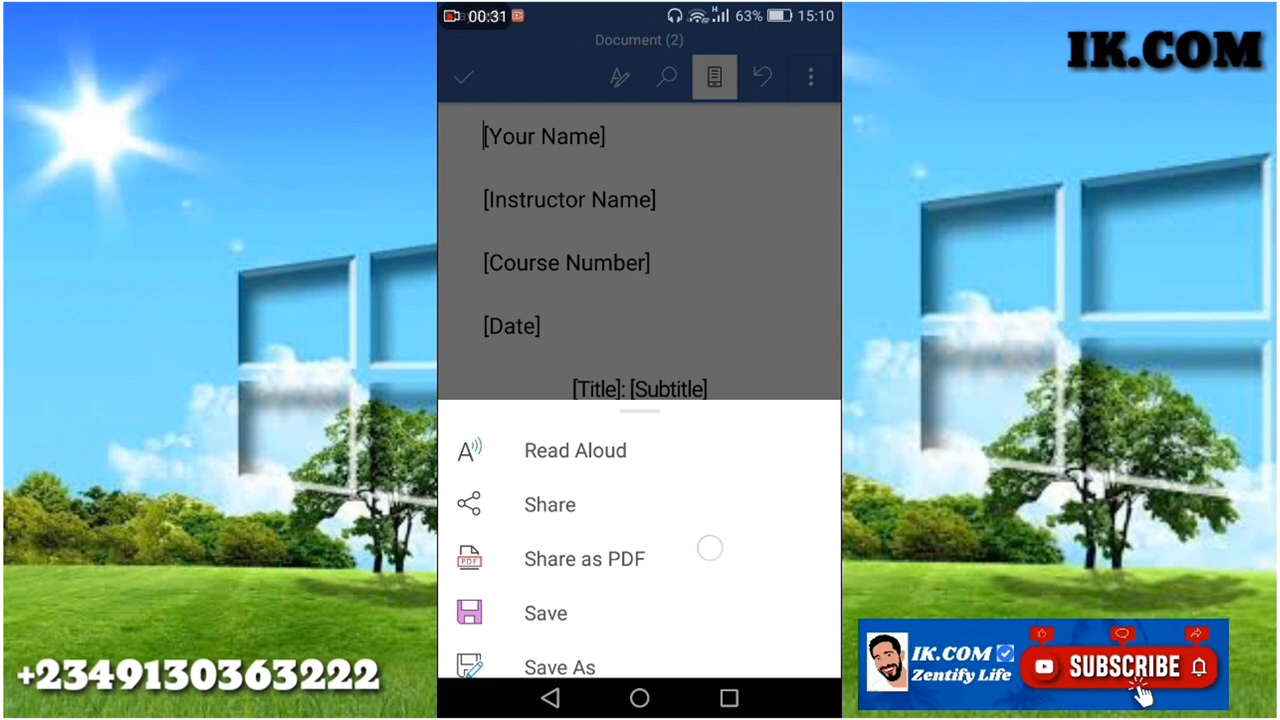 00:31
H
63%
15:10
IK.COM
Document (2)
[Your Name]
[Instructor Name]
[Course Number]
[Date]
[Title]: [Subtitle]
Read Aloud
Share
PDF
Share as PDF
Save
Save As
+2349130363222
IK.COM
Zentify Life
SUBSCRIBE